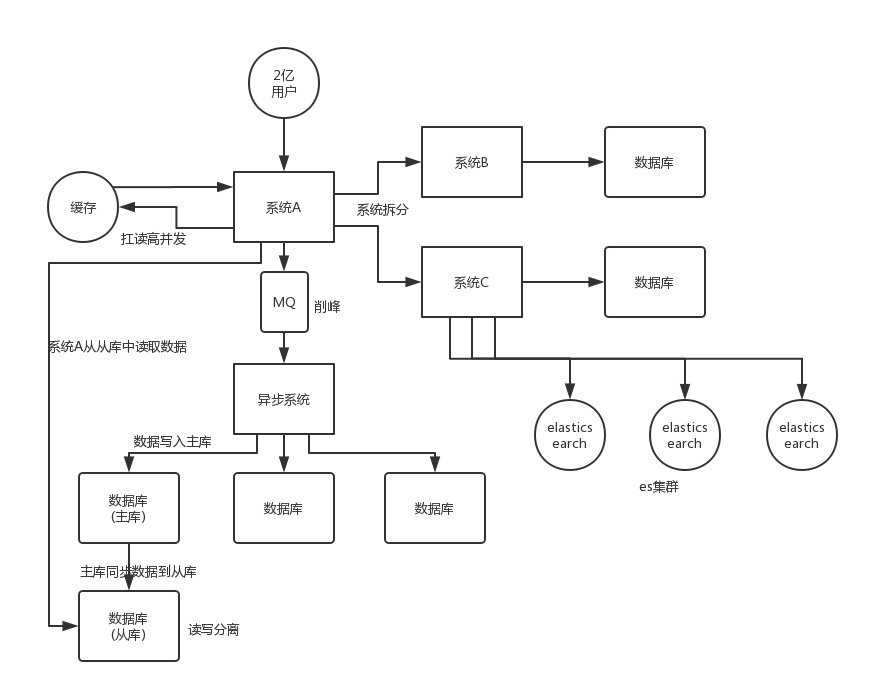 2亿
用户
系统B
数据库
缓存
系统A
系统拆分
扛读高并发
系统C
数据库
MQ
削峰
系统A从从库中读取数据
异步系统
elastics
earch
elastics
earch
elastics
earch
数据写入主库
es集群
数据库
(主库)
数据库
数据库
主库同步数据到从库
数据库
(从库)
读写分离